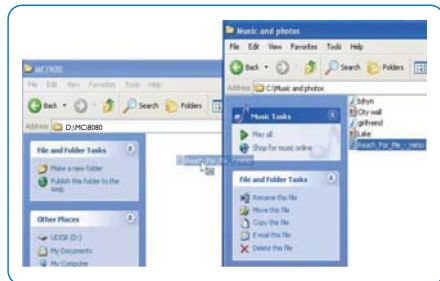 MCI8080
File Edit View Favorites Tools Help
Back Search Folders
Address D:\MCi8080
File and Folder Tasks
Make a new folder
Publish this folder to the
Web
Other Places
UDISK (D:)
My Documents
My Computer
Music and photos
File Edit View Favorites Tools Help
Back Search Folders
Address C:\Music and photos
Music Tasks
Play all
Shop for music online
File and Folder Tasks
Rename this file
Move this file
Copy this file
E-mail this file
Delete this file
City wall
girlfriend
Lake
Reach_For_Me
Reach_For_Me